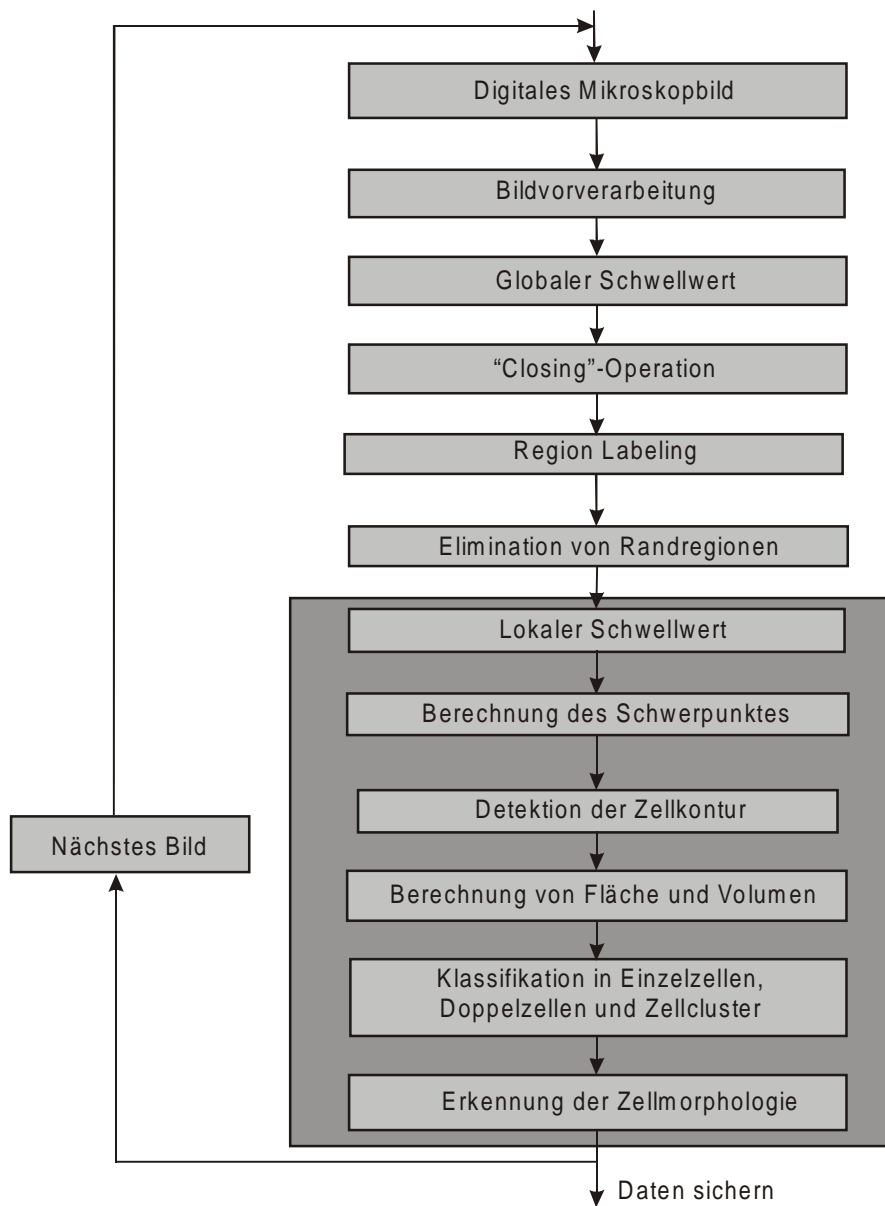 Digitales Mikroskopbild
Bildvorverarbeitung
Globaler Schwellwert
“Closing”-Operation
Region Labeling
Elimination von Randregionen
Lokaler Schwellwert
Berechnung des Schwerpunktes
Detektion der Zellkontur
Nächstes Bild
Berechnung von Fläche und Volumen
Klassifikation in Einzelzellen,
Doppelzellen und Zellcluster
Erkennung der Zellmorphologie
Daten sichern